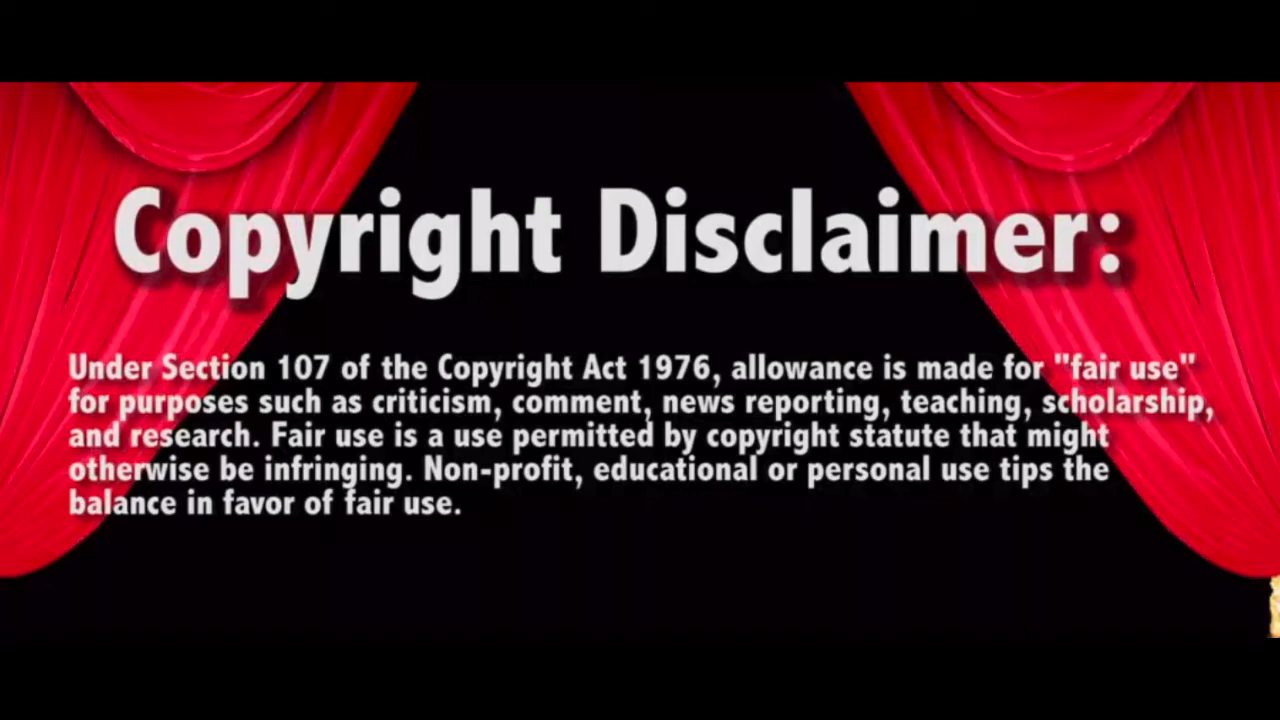 Copyright Disclaimer:
Under Section 107 of the Copyright Act 1976, allowance is made for "fair use"
for purposes such as criticism, comment, news reporting, teaching, scholarship,
and research. Fair use is a use permitted by copyright statute that might
otherwise be infringing. Non-profit, educational or personal use tips the
balance in favor of fair use.